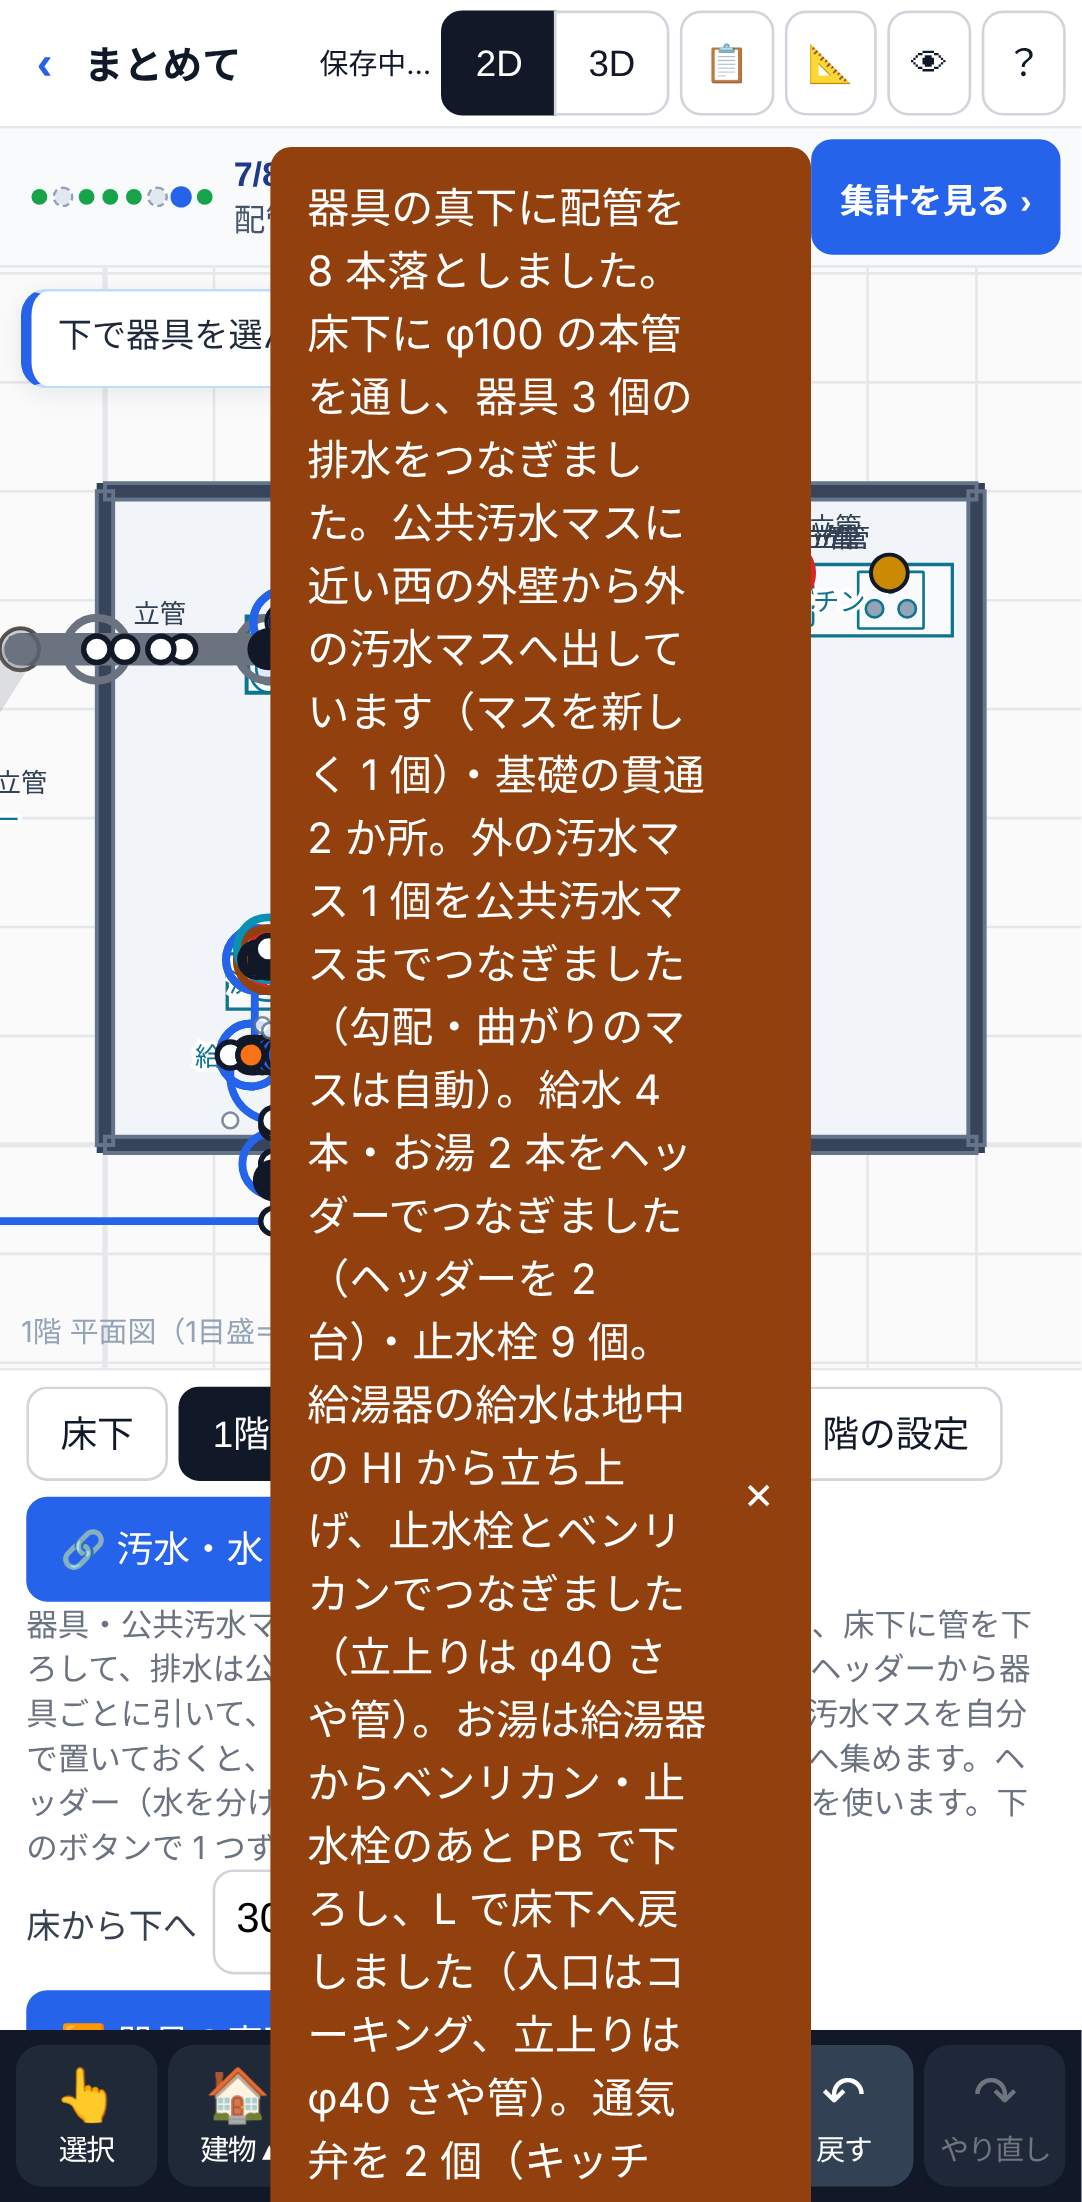 ‹ まとめて 保存中... 2D 3D ?
7/8
集計を見る ›
下で器具を選
立管
チン
立管
立管
給
1階 平面図（1目盛=
床下 1階 階の設定
汚水・水
器具・公共汚水マ 、床下に管を下
ろして、排水は公 ヘッダーから器
具ごとに引いて、 汚水マスを自分
で置いておくと、 へ集めます。ヘ
ッダー（水を分け を使います。下
のボタンで 1 つず
床から下へ 30
器具の真下に配管を
8 本落としました。
床下に φ100 の本管
を通し、器具 3 個の
排水をつなぎまし
た。公共汚水マスに
近い西の外壁から外
の汚水マスへ出して
います（マスを新し
く 1 個）・基礎の貫通
2 か所。外の汚水マ
ス 1 個を公共汚水マ
スまでつなぎました
（勾配・曲がりのマ
スは自動）。給水 4
本・お湯 2 本をヘッ
ダーでつなぎました
（ヘッダーを 2
台）・止水栓 9 個。
給湯器の給水は地中
の HI から立ち上
げ、止水栓とベンリ
カンでつなぎました
（立上りは φ40 さ
や管）。お湯は給湯器
からベンリカン・止
水栓のあと PB で下
ろし、L で床下へ戻
しました（入口はコ
ーキング、立上りは
φ40 さや管）。通気
弁を 2 個（キッチ
×
選択 建物 戻す やり直し